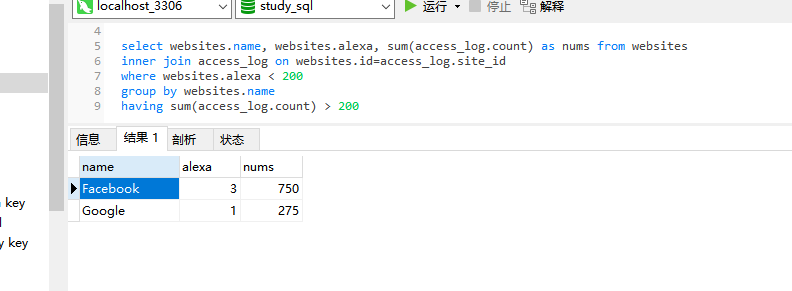 localhost_3306 study_sql 运行 停止 解释
4
5 select websites.name, websites.alexa, sum(access_log.count) as nums from websites
6 inner join access_log on websites.id=access_log.site_id
7 where websites.alexa < 200
8 group by websites.name
9 having sum(access_log.count) > 200
信息 结果 1 剖析 状态
name alexa nums
Facebook 3 750
Google 1 275
key
y key